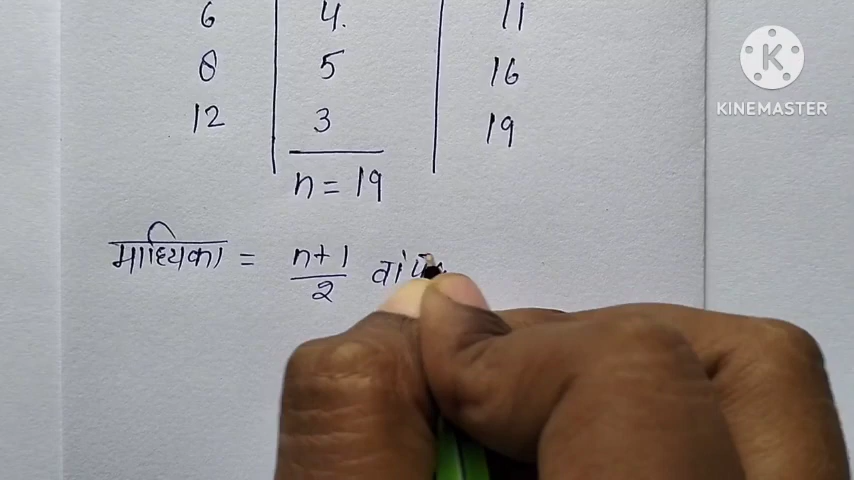 6 4. 11
8 5 16
12 3 19
n = 19
माध्यिका = n+1/2 वां
KINEMASTER